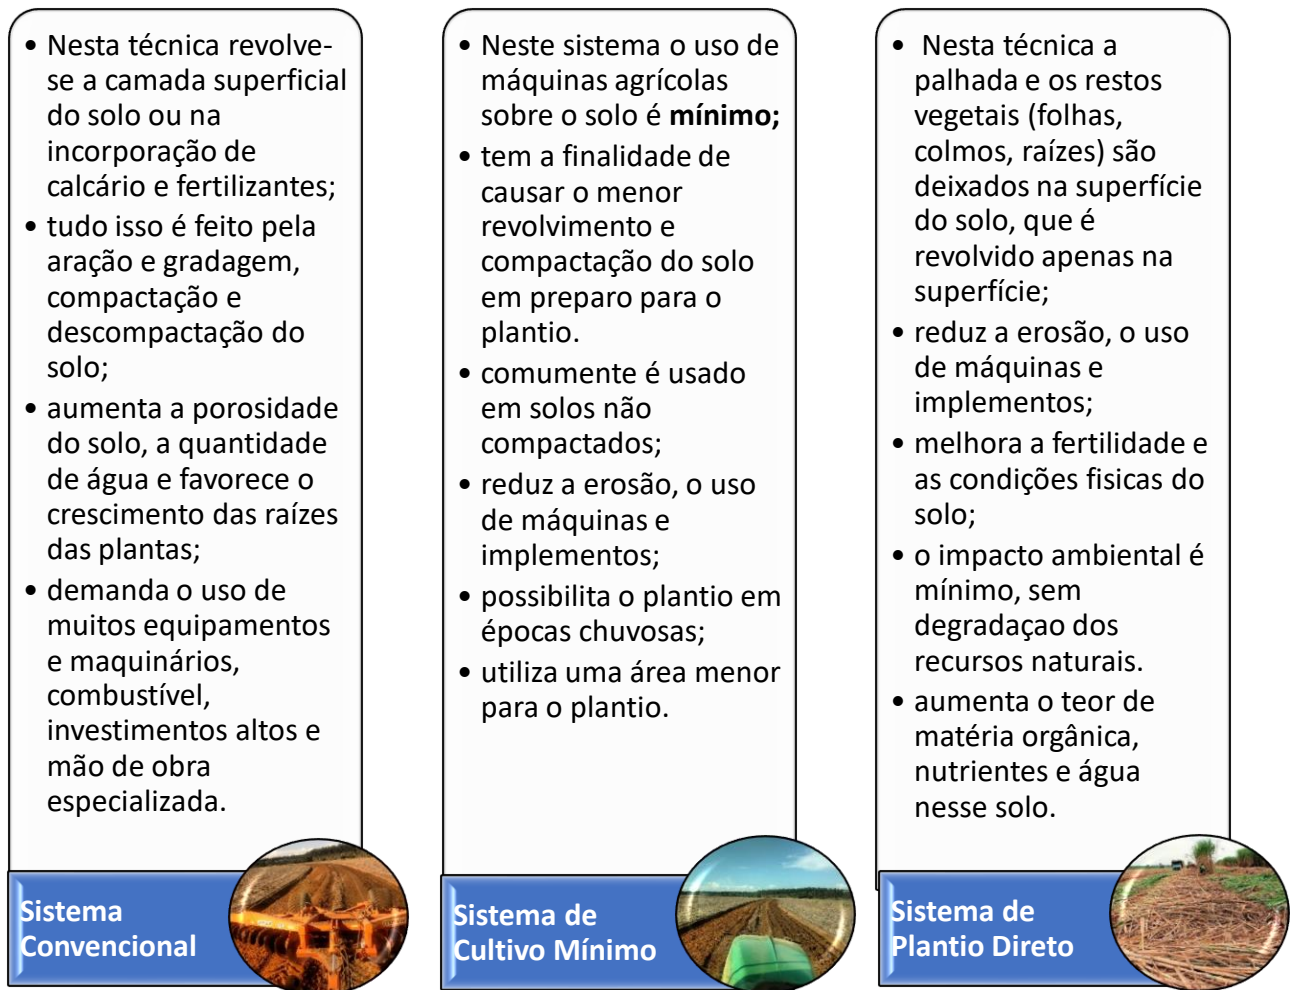 • Nesta técnica revolve-
se a camada superficial
do solo ou na
incorporação de
calcário e fertilizantes;
• tudo isso é feito pela
aração e gradagem,
compactação e
descompactação do
solo;
• aumenta a porosidade
do solo, a quantidade
de água e favorece o
crescimento das raízes
das plantas;
• demanda o uso de
muitos equipamentos
e maquinários,
combustível,
investimentos altos e
mão de obra
especializada.
Sistema
Convencional
• Neste sistema o uso de
máquinas agrícolas
sobre o solo é mínimo;
• tem a finalidade de
causar o menor
revolvimento e
compactação do solo
em preparo para o
plantio.
• comumente é usado
em solos não
compactados;
• reduz a erosão, o uso
de máquinas e
implementos;
• possibilita o plantio em
épocas chuvosas;
• utiliza uma área menor
para o plantio.
Sistema de
Cultivo Mínimo
• Nesta técnica a
palhada e os restos
vegetais (folhas,
colmos, raízes) são
deixados na superfície
do solo, que é
revolvido apenas na
superfície;
• reduz a erosão, o uso
de máquinas e
implementos;
• melhora a fertilidade e
as condições fisicas do
solo;
• o impacto ambiental é
mínimo, sem
degradaçao dos
recursos naturais.
• aumenta o teor de
matéria orgânica,
nutrientes e água
nesse solo.
Sistema de
Plantio Direto